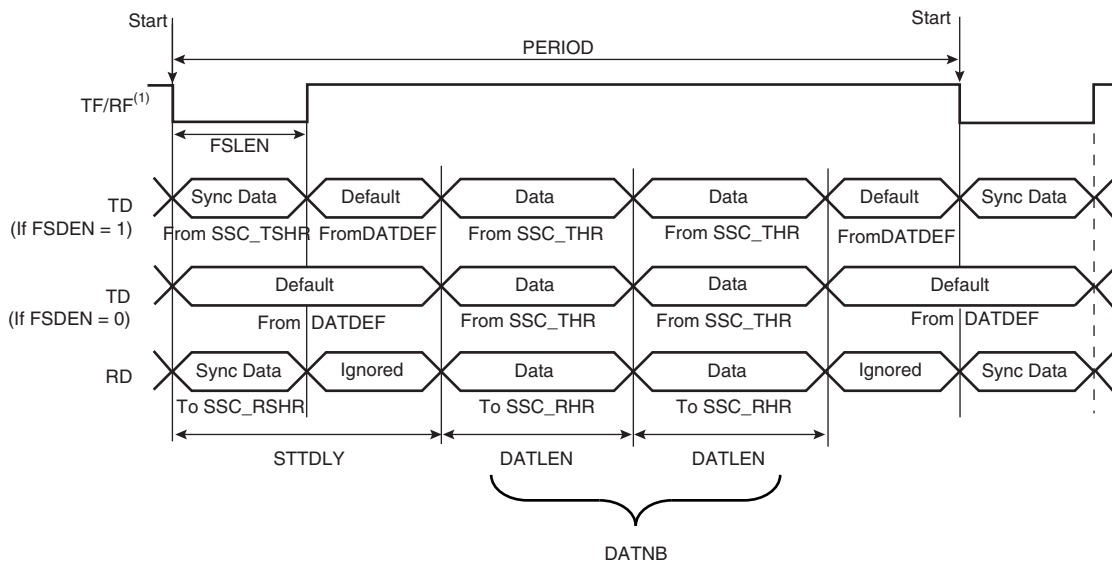 Start
Start
PERIOD
TF/RF(1)
FSLEN
TD
(If FSDEN = 1)
Sync Data
Default
Data
Data
Default
Sync Data
From SSC_TSHR
FromDATDEF
From SSC_THR
From SSC_THR
FromDATDEF
TD
(If FSDEN = 0)
Default
Data
Data
Default
From DATDEF
From SSC_THR
From SSC_THR
From DATDEF
RD
Sync Data
Ignored
Data
Data
Ignored
Sync Data
To SSC_RSHR
To SSC_RHR
To SSC_RHR
STTDLY
DATLEN
DATLEN
DATNB